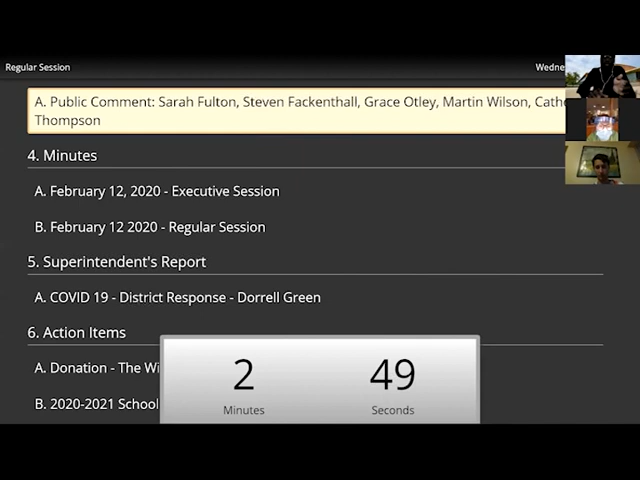 Regular Session
A. Public Comment: Sarah Fulton, Steven Fackenthall, Grace Otley, Martin Wilson,
Thompson
4. Minutes
A. February 12, 2020 - Executive Session
B. February 12 2020 - Regular Session
5. Superintendent's Report
A. COVID 19 - District Response - Dorrell Green
6. Action Items
A. Donation - The
B. 2020-2021 School
2 49
Minutes Seconds